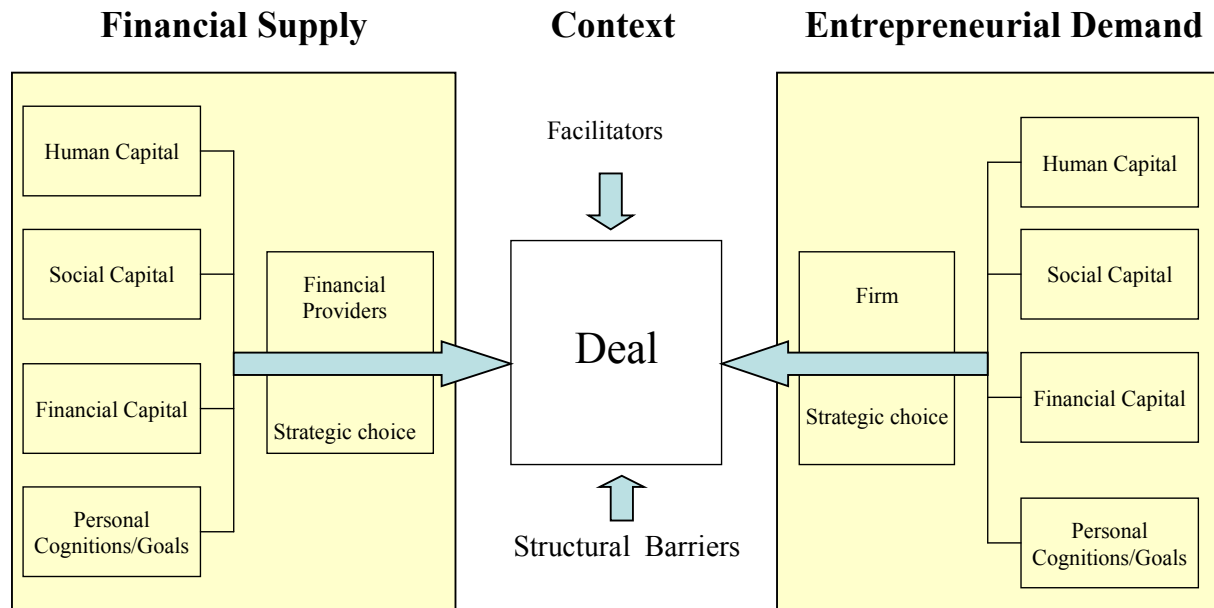 Financial Supply
Context
Entrepreneurial Demand
Human Capital
Social Capital
Financial Capital
Personal
Cognitions/Goals
Financial
Providers
Strategic choice
Facilitators
Deal
Structural Barriers
Firm
Strategic choice
Human Capital
Social Capital
Financial Capital
Personal
Cognitions/Goals